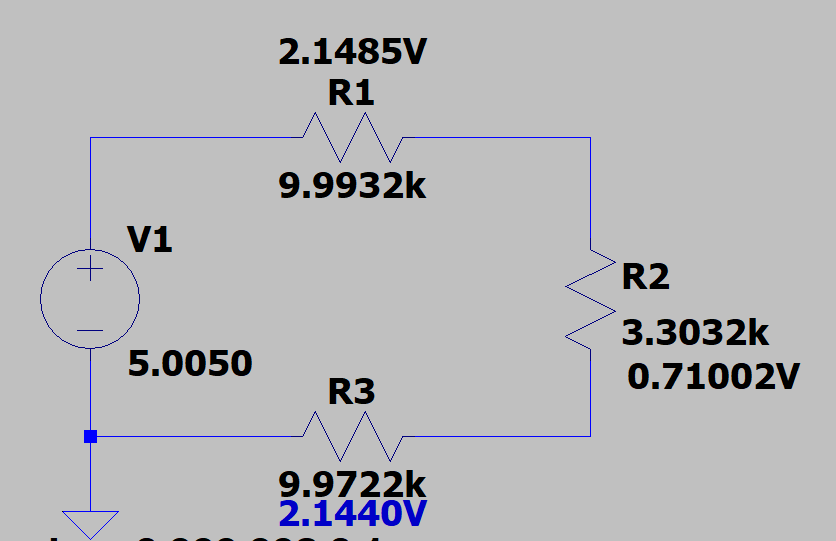 2.1485V
R1
9.9932k
V1
5.0050
R2
3.3032k
0.71002V
R3
9.9722k
2.1440V